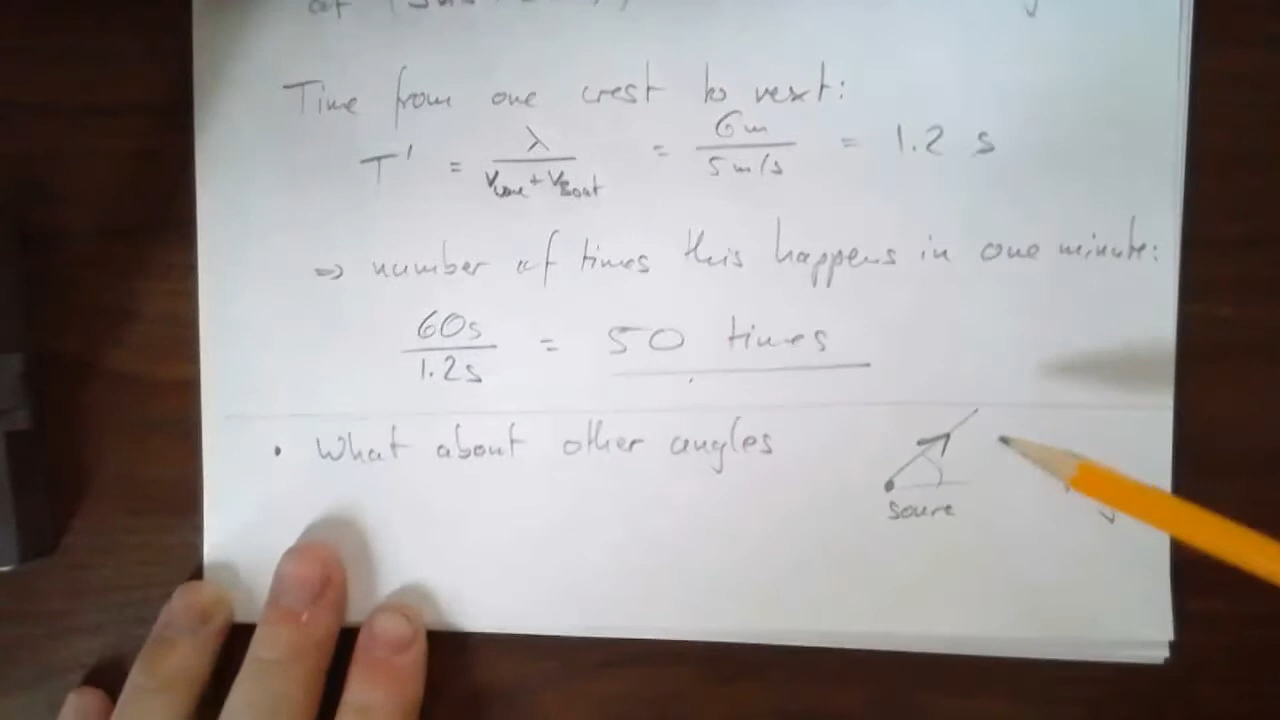 Time from one crest to next:
T' = λ / (v_wave + v_Boat) = 6m / 5m/s = 1.2 s
⇒ number of times this happens in one minute:
60s / 1.2s = 50 times
• What about other angles
source